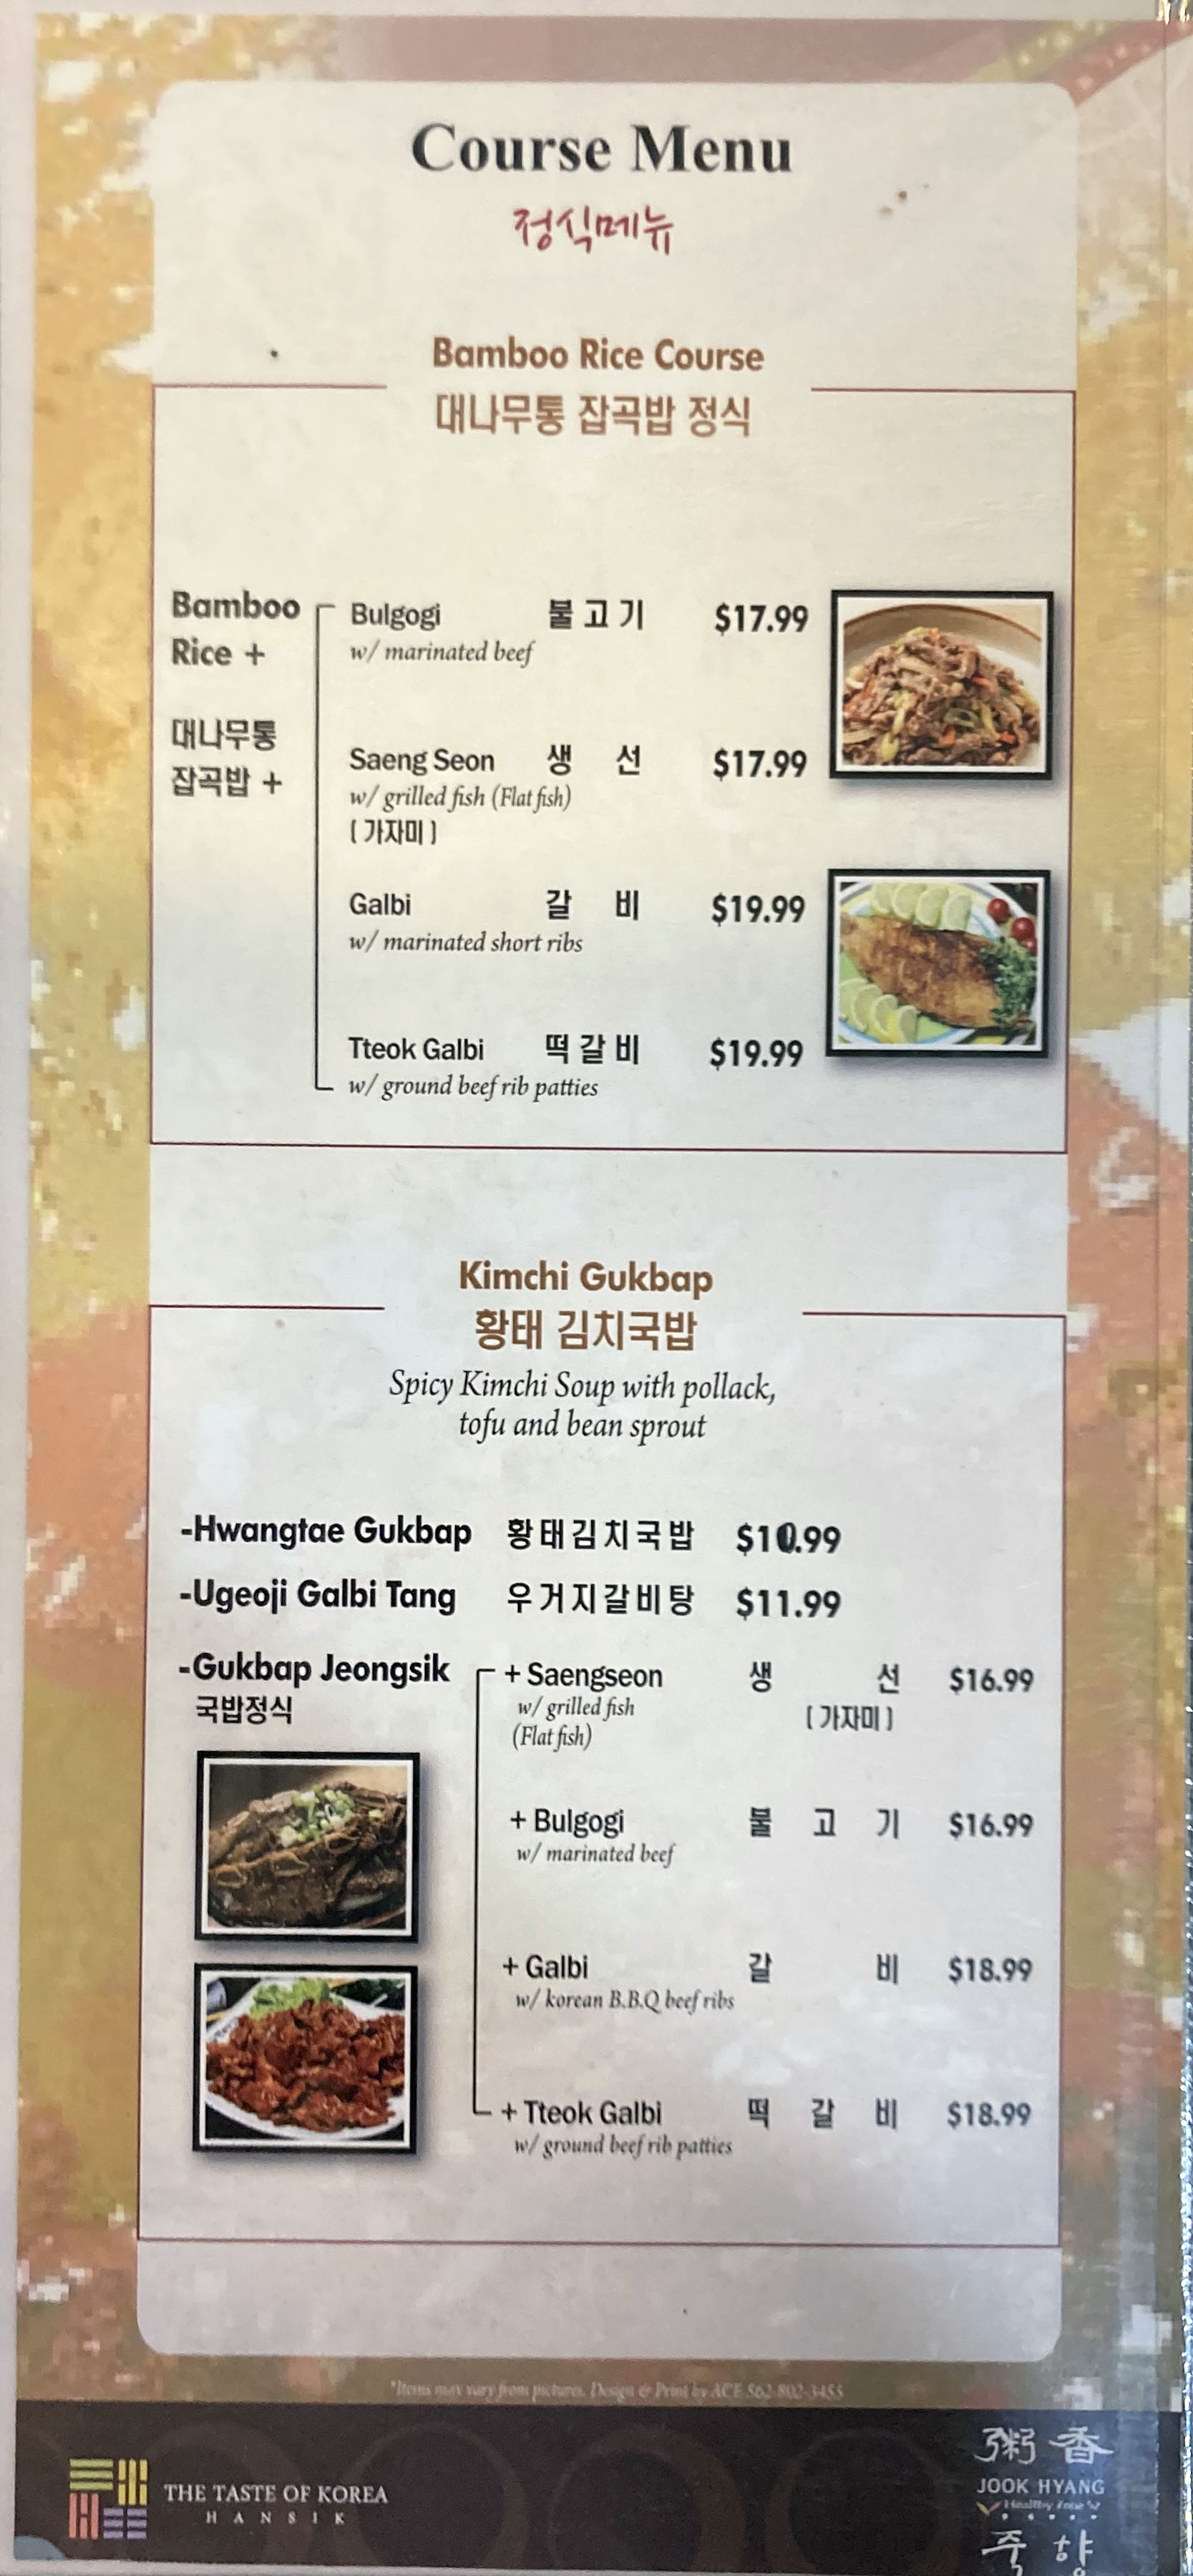 Course Menu
정식메뉴
Bamboo Rice Course
대나무통 잡곡밥 정식
Bamboo
Rice +
대나무통
잡곡밥 +
Bulgogi 불고기 $17.99
w/ marinated beef
Saeng Seon 생 선 $17.99
w/ grilled fish (Flat fish)
( 가자미 )
Galbi 갈 비 $19.99
w/ marinated short ribs
Tteok Galbi 떡갈비 $19.99
w/ ground beef rib patties
Kimchi Gukbap
황태 김치국밥
Spicy Kimchi Soup with pollack,
tofu and bean sprout
-Hwangtae Gukbap 황태김치국밥 $10.99
-Ugeoji Galbi Tang 우거지갈비탕 $11.99
-Gukbap Jeongsik
국밥정식
+ Saengseon 생 선 $16.99
w/ grilled fish ( 가자미 )
(Flat fish)
+ Bulgogi 불 고 기 $16.99
w/ marinated beef
+ Galbi 갈 비 $18.99
w/ korean B.B.Q beef ribs
+ Tteok Galbi 떡 갈 비 $18.99
w/ ground beef rib patties
*Items may vary from pictures. Design & Print by ACE 562-802-3455
THE TASTE OF KOREA
HANSIK
粥香
JOOK HYANG
Healthy Zone
죽향